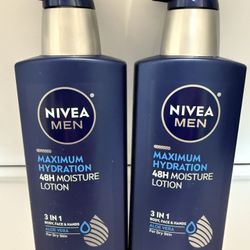 NIVEA
MEN
MAXIMUM
HYDRATION
48H MOISTURE
LOTION
3 IN 1
BODY, FACE & HANDS
ALOE VERA
For Dry Skin
NIVEA
MEN
MAXIMUM
HYDRATION
48H MOISTURE
LOTION
3 IN 1
BODY, FACE & HANDS
ALOE VERA
For Dry Skin